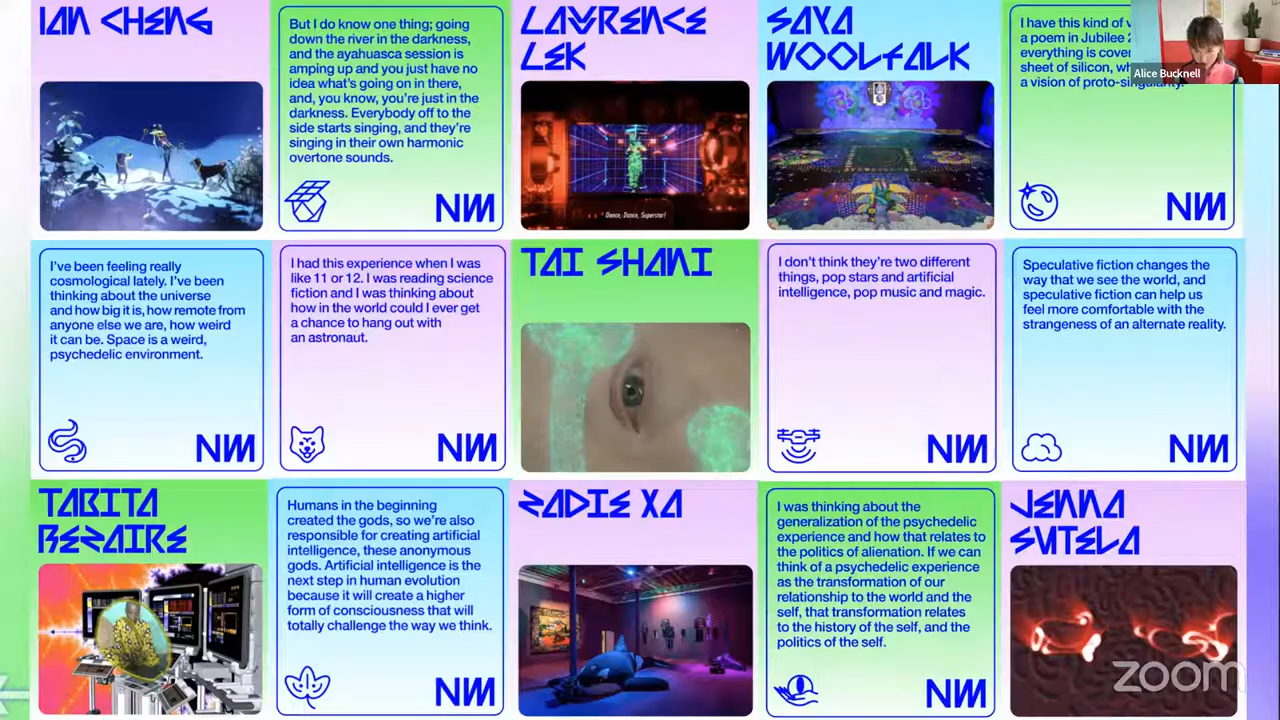 IAN CHENG
But I do know one thing; going
down the river in the darkness,
and the ayahuasca session is
amping up and you just have no
idea what's going on in there,
and, you know, you're just in the
darkness. Everybody off to the
side starts singing, and they're
singing in their own harmonic
overtone sounds.
NM
LAWRENCE
LEK
Dance, Dance, Superstar!
SAYA
WOOLFALK
I have this kind of
a poem in Jubilee
everything is cover
sheet of silicon,
a vision of proto-singularity.
NM
Alice Bucknell
I've been feeling really
cosmological lately. I've been
thinking about the universe
and how big it is, how remote from
anyone else we are, how weird
it can be. Space is a weird,
psychedelic environment.
NM
I had this experience when I was
like 11 or 12. I was reading science
fiction and I was thinking about
how in the world could I ever get
a chance to hang out with
an astronaut.
NM
TAI SHANI
I don't think they're two different
things, pop stars and artificial
intelligence, pop music and magic.
NM
Speculative fiction changes the
way that we see the world, and
speculative fiction can help us
feel more comfortable with the
strangeness of an alternate reality.
NM
TABITA
REZAIRE
Humans in the beginning
created the gods, so we're also
responsible for creating artificial
intelligence, these anonymous
gods. Artificial intelligence is the
next step in human evolution
because it will create a higher
form of consciousness that will
totally challenge the way we think.
NM
ZADIE XA
I was thinking about the
generalization of the psychedelic
experience and how that relates to
the politics of alienation. If we can
think of a psychedelic experience
as the transformation of our
relationship to the world and the
self, that transformation relates
to the history of the self, and the
politics of the self.
NM
JENNA
SUTELA
zoom